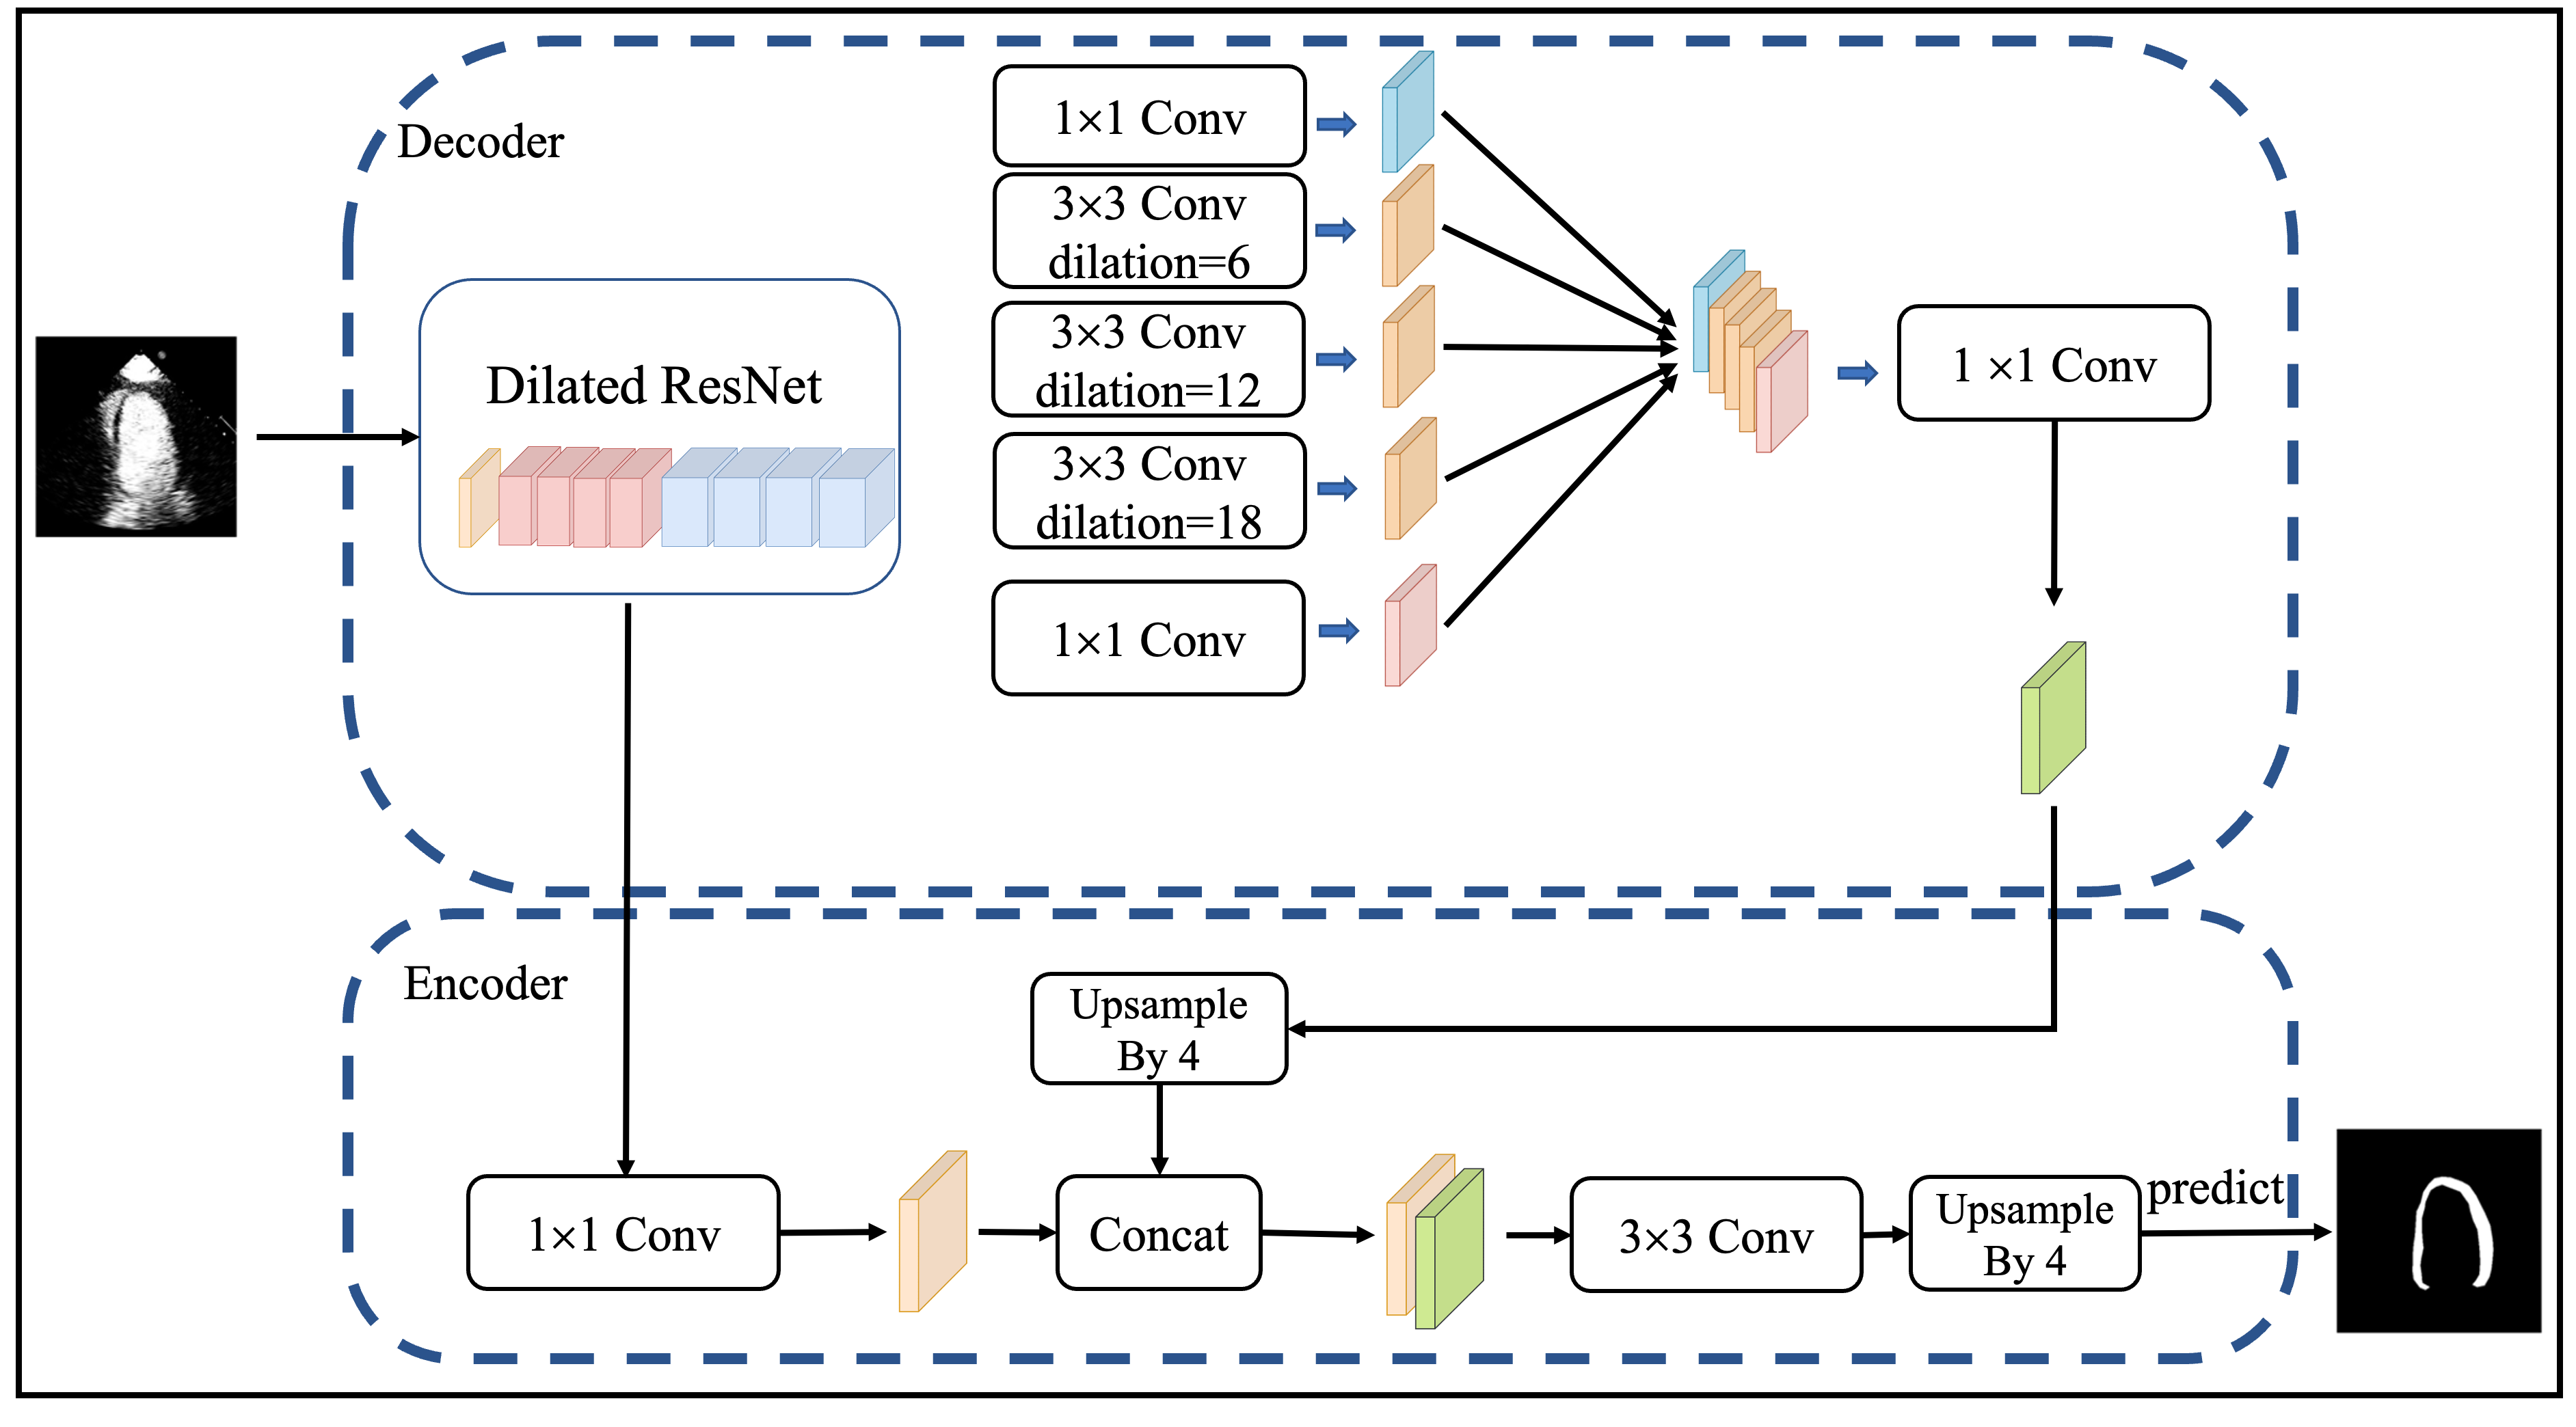 Decoder
1×1 Conv
3×3 Conv
dilation=6
3×3 Conv
dilation=12
3×3 Conv
dilation=18
1×1 Conv
Dilated ResNet
1 ×1 Conv
Encoder
Upsample
By 4
1×1 Conv
Concat
3×3 Conv
Upsample
By 4
predict